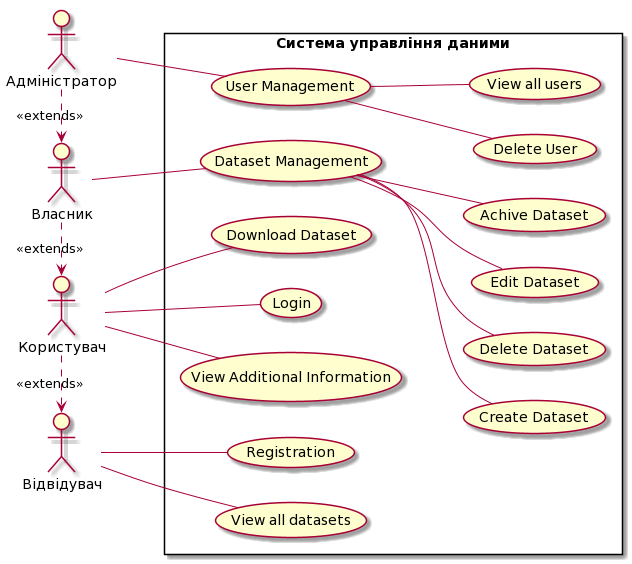 Система управління даними
Адміністратор
User Management
View all users
«extends»
Delete User
Dataset Management
Власник
Achive Dataset
Download Dataset
«extends»
Edit Dataset
Login
Користувач
Delete Dataset
View Additional Information
«extends»
Create Dataset
Registration
Відвідувач
View all datasets